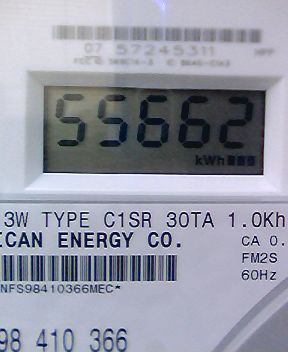 07 57245311
55662
kWh
3W TYPE C1SR 30TA 1.0Kh
ICAN ENERGY CO.
CA 0.
FM2S
60Hz
NFS98410366MEC*
98 410 366